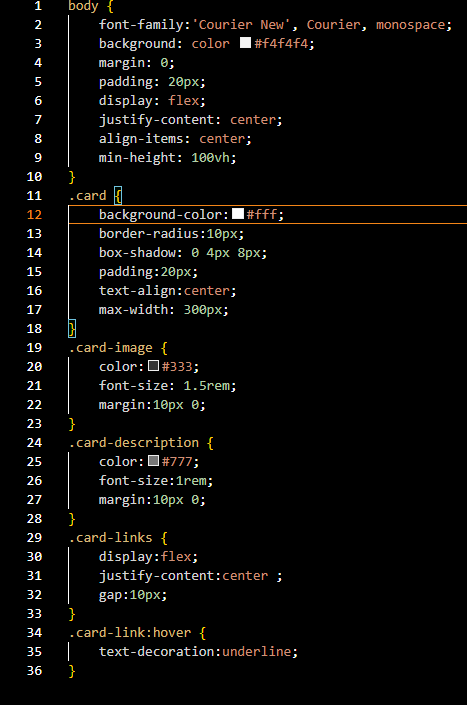 1 body {
2 font-family:'Courier New', Courier, monospace;
3 background: color #f4f4f4;
4 margin: 0;
5 padding: 20px;
6 display: flex;
7 justify-content: center;
8 align-items: center;
9 min-height: 100vh;
10 }
11 .card {
12 background-color:#fff;
13 border-radius:10px;
14 box-shadow: 0 4px 8px;
15 padding:20px;
16 text-align:center;
17 max-width: 300px;
18 }
19 .card-image {
20 color:#333;
21 font-size: 1.5rem;
22 margin:10px 0;
23 }
24 .card-description {
25 color:#777;
26 font-size:1rem;
27 margin:10px 0;
28 }
29 .card-links {
30 display:flex;
31 justify-content:center ;
32 gap:10px;
33 }
34 .card-link:hover {
35 text-decoration:underline;
36 }